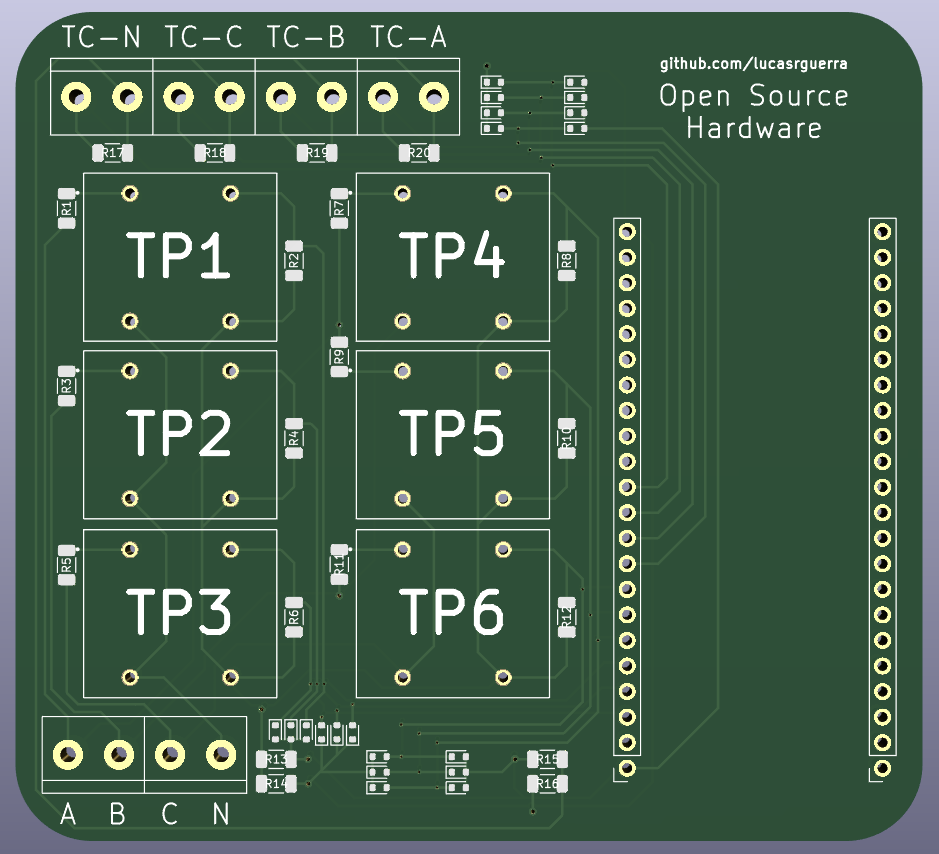 TC-N TC-C TC-B TC-A
github.com/lucasrguerra
Open Source
Hardware
R17 R18 R19 R20
R1 R7
TP1 R2 TP4 R8
R9
R3
TP2 R4 TP5 R10
R5 R11
TP3 R6 TP6 R12
R13 R15
R14 R16
A B C N